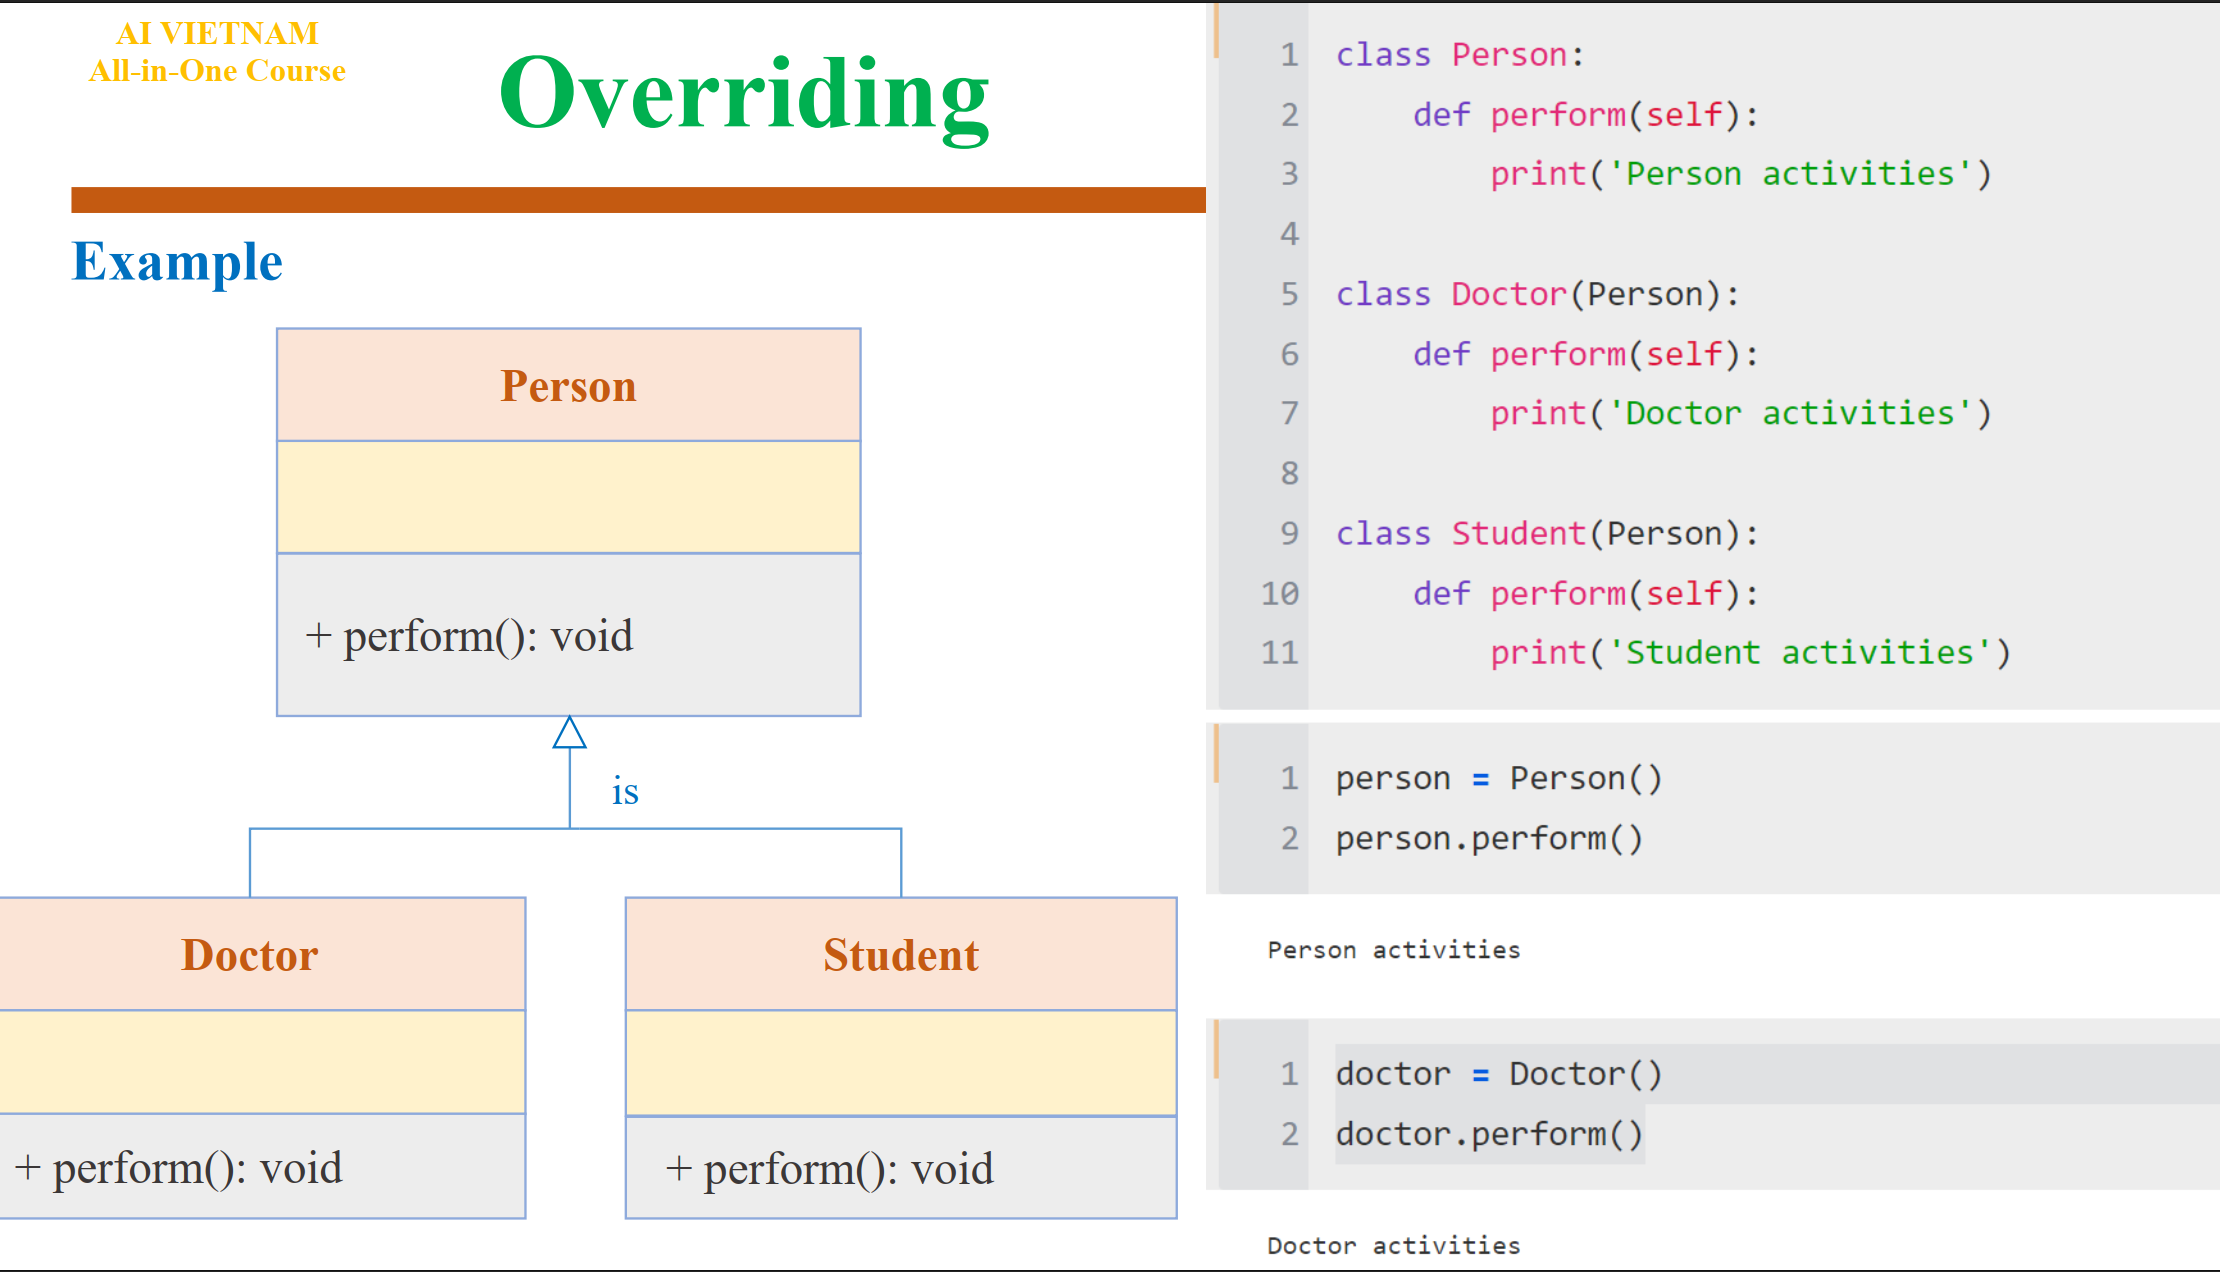 AI VIETNAM
All-in-One Course
Overriding
Example
Person
+ perform(): void
is
Doctor
+ perform(): void
Student
+ perform(): void
1 class Person:
2     def perform(self):
3         print('Person activities')
4
5 class Doctor(Person):
6     def perform(self):
7         print('Doctor activities')
8
9 class Student(Person):
10     def perform(self):
11         print('Student activities')
1 person = Person()
2 person.perform()
Person activities
1 doctor = Doctor()
2 doctor.perform()
Doctor activities